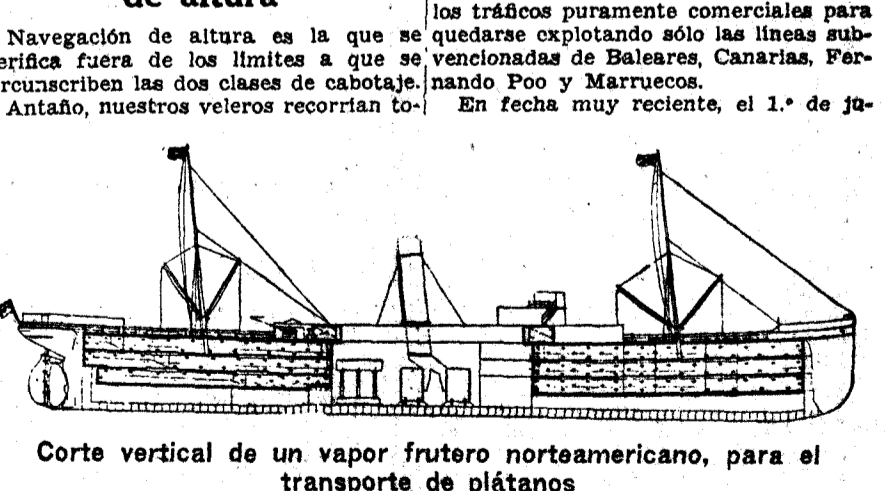 de altura
Navegación de altura es la que se
erifica fuera de los límites a que se
rcunscriben las dos clases de cabotaje.
Antaño, nuestros veleros recorrían to-
los tráficos puramente comerciales para
quedarse explotando sólo las líneas sub-
vencionadas de Baleares, Canarias, Fer-
nando Poo y Marruecos.
En fecha muy reciente, el 1.º de ju-
Corte vertical de un vapor frutero norteamericano, para el
transporte de plátanos